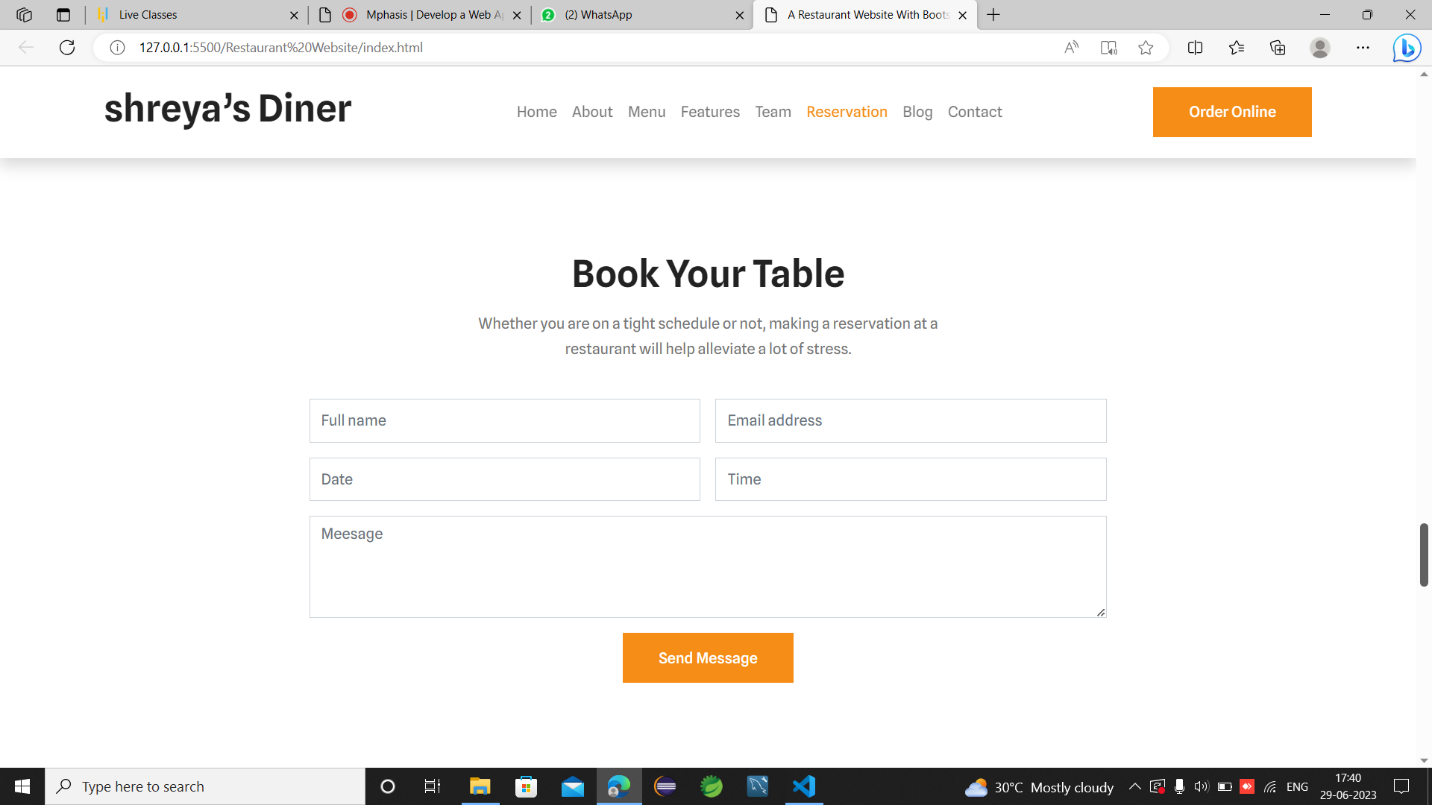 Live Classes
Mphasis | Develop a Web A
(2) WhatsApp
A Restaurant Website With Boots
127.0.0.1:5500/Restaurant%20Website/index.html
shreya’s Diner
Home About Menu Features Team Reservation Blog Contact
Order Online
Book Your Table
Whether you are on a tight schedule or not, making a reservation at a
restaurant will help alleviate a lot of stress.
Full name
Email address
Date
Time
Meesage
Send Message
Type here to search
30°C Mostly cloudy
ENG
17:40
29-06-2023